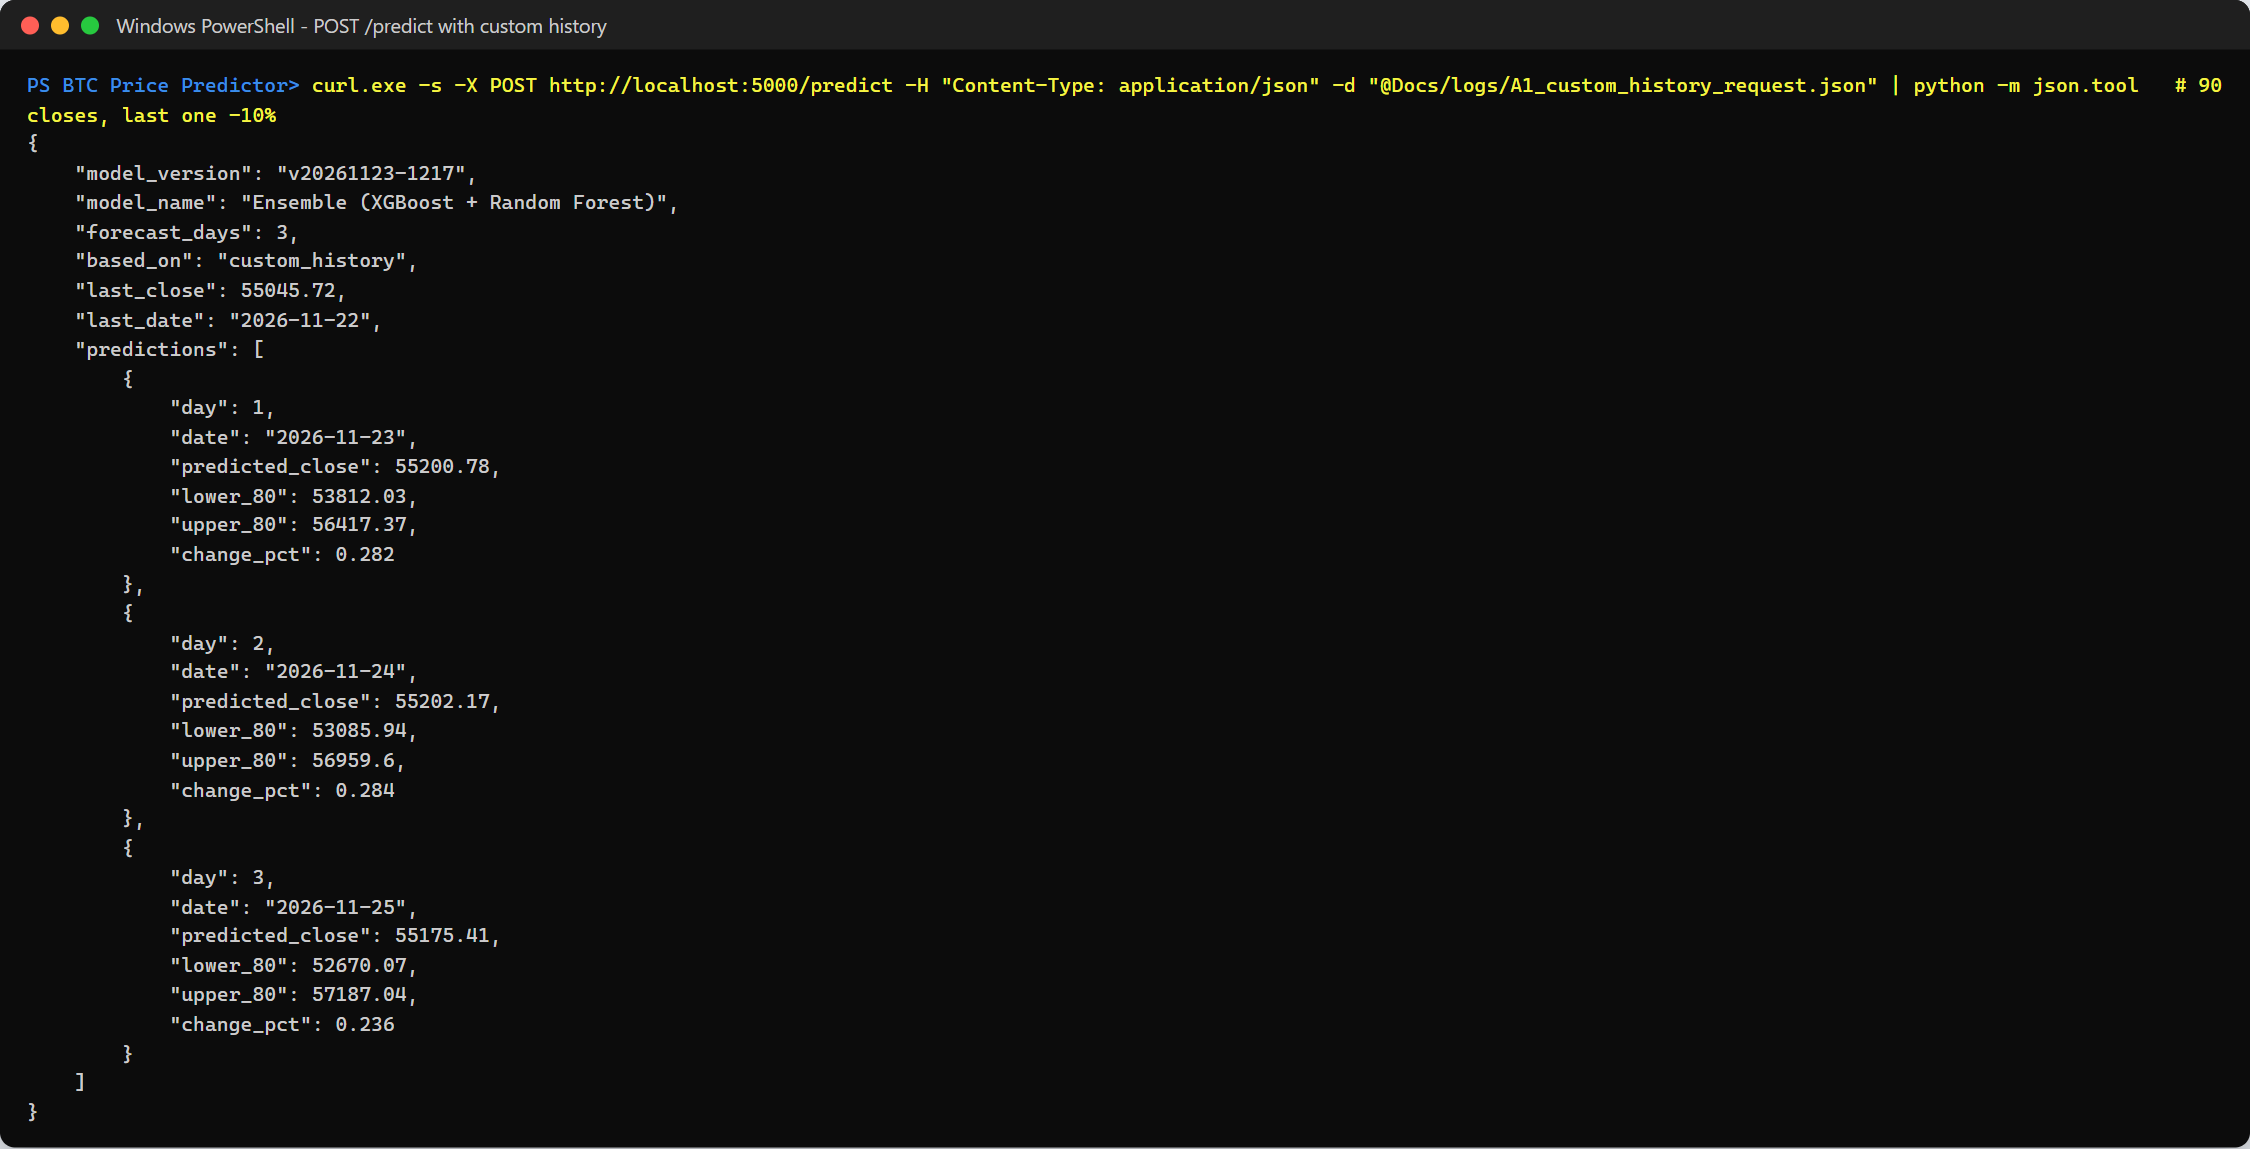 Windows PowerShell - POST /predict with custom history
PS BTC Price Predictor> curl.exe -s -X POST http://localhost:5000/predict -H "Content-Type: application/json" -d "@Docs/logs/A1_custom_history_request.json" | python -m json.tool   # 90
closes, last one -10%
{
    "model_version": "v20261123-1217",
    "model_name": "Ensemble (XGBoost + Random Forest)",
    "forecast_days": 3,
    "based_on": "custom_history",
    "last_close": 55045.72,
    "last_date": "2026-11-22",
    "predictions": [
        {
            "day": 1,
            "date": "2026-11-23",
            "predicted_close": 55200.78,
            "lower_80": 53812.03,
            "upper_80": 56417.37,
            "change_pct": 0.282
        },
        {
            "day": 2,
            "date": "2026-11-24",
            "predicted_close": 55202.17,
            "lower_80": 53085.94,
            "upper_80": 56959.6,
            "change_pct": 0.284
        },
        {
            "day": 3,
            "date": "2026-11-25",
            "predicted_close": 55175.41,
            "lower_80": 52670.07,
            "upper_80": 57187.04,
            "change_pct": 0.236
        }
    ]
}